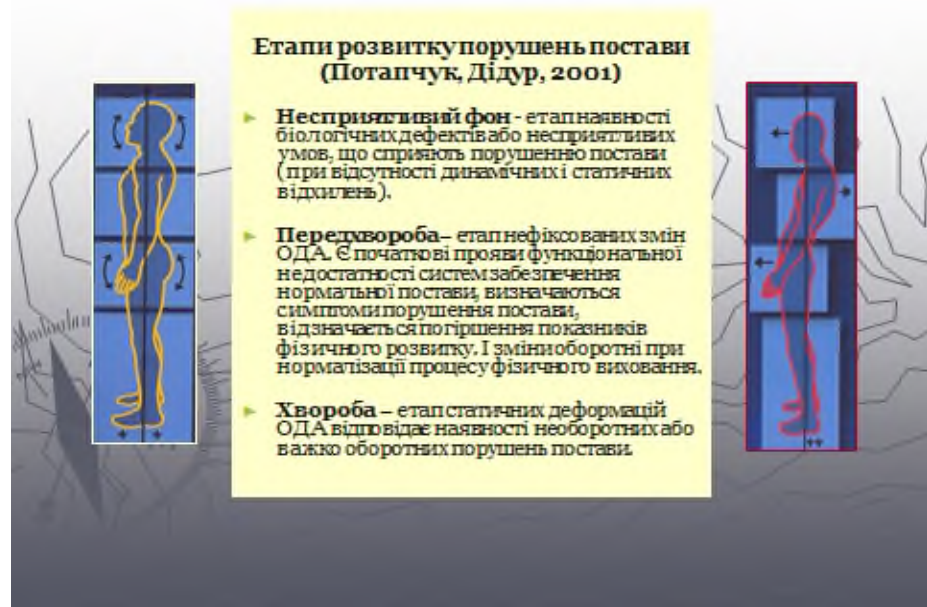 Етапи розвитку порушень постави
(Потапчук, Дідур, 2001)
Несприятливий фон - етап наявності
біологічних дефектів або несприятливих
умов, що сприяють порушенню постави
(при відсутності динамічних і статичних
відхилень).
Передхвороба – етап нефіксованих змін
ОДА. Є початкові прояви функціональної
недостатності систем забезпечення
нормальної постави, визначаються
симптоми порушення постави,
відзначається погіршення показників
фізичного розвитку. І зміни оборотні при
нормалізації процесу фізичного виховання.
Хвороба – етап статичних деформацій
ОДА відповідає наявності необоротних або
важко оборотних порушень постави.